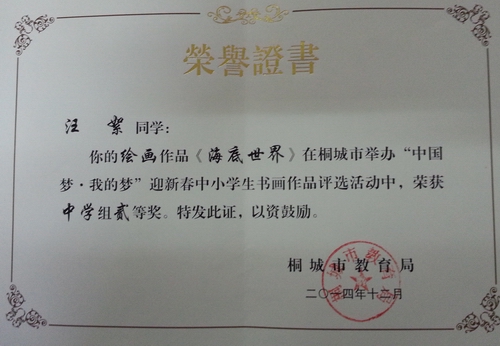 榮譽證書
汪 絮 同学：
你的绘画作品《海底世界》在桐城市举办“中国
梦·我的梦”迎新春中小学生书画作品评选活动中，荣获
中学组贰等奖。特发此证，以资鼓励。
桐城市教育局
二〇一四年十二月